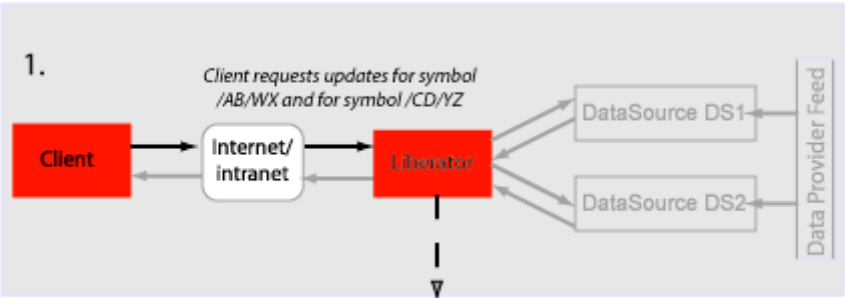 1.
Client requests updates for symbol
/AB/WX and for symbol /CD/YZ
Client
Internet/
intranet
Liberator
DataSource DS1
DataSource DS2
Data Provider Feed